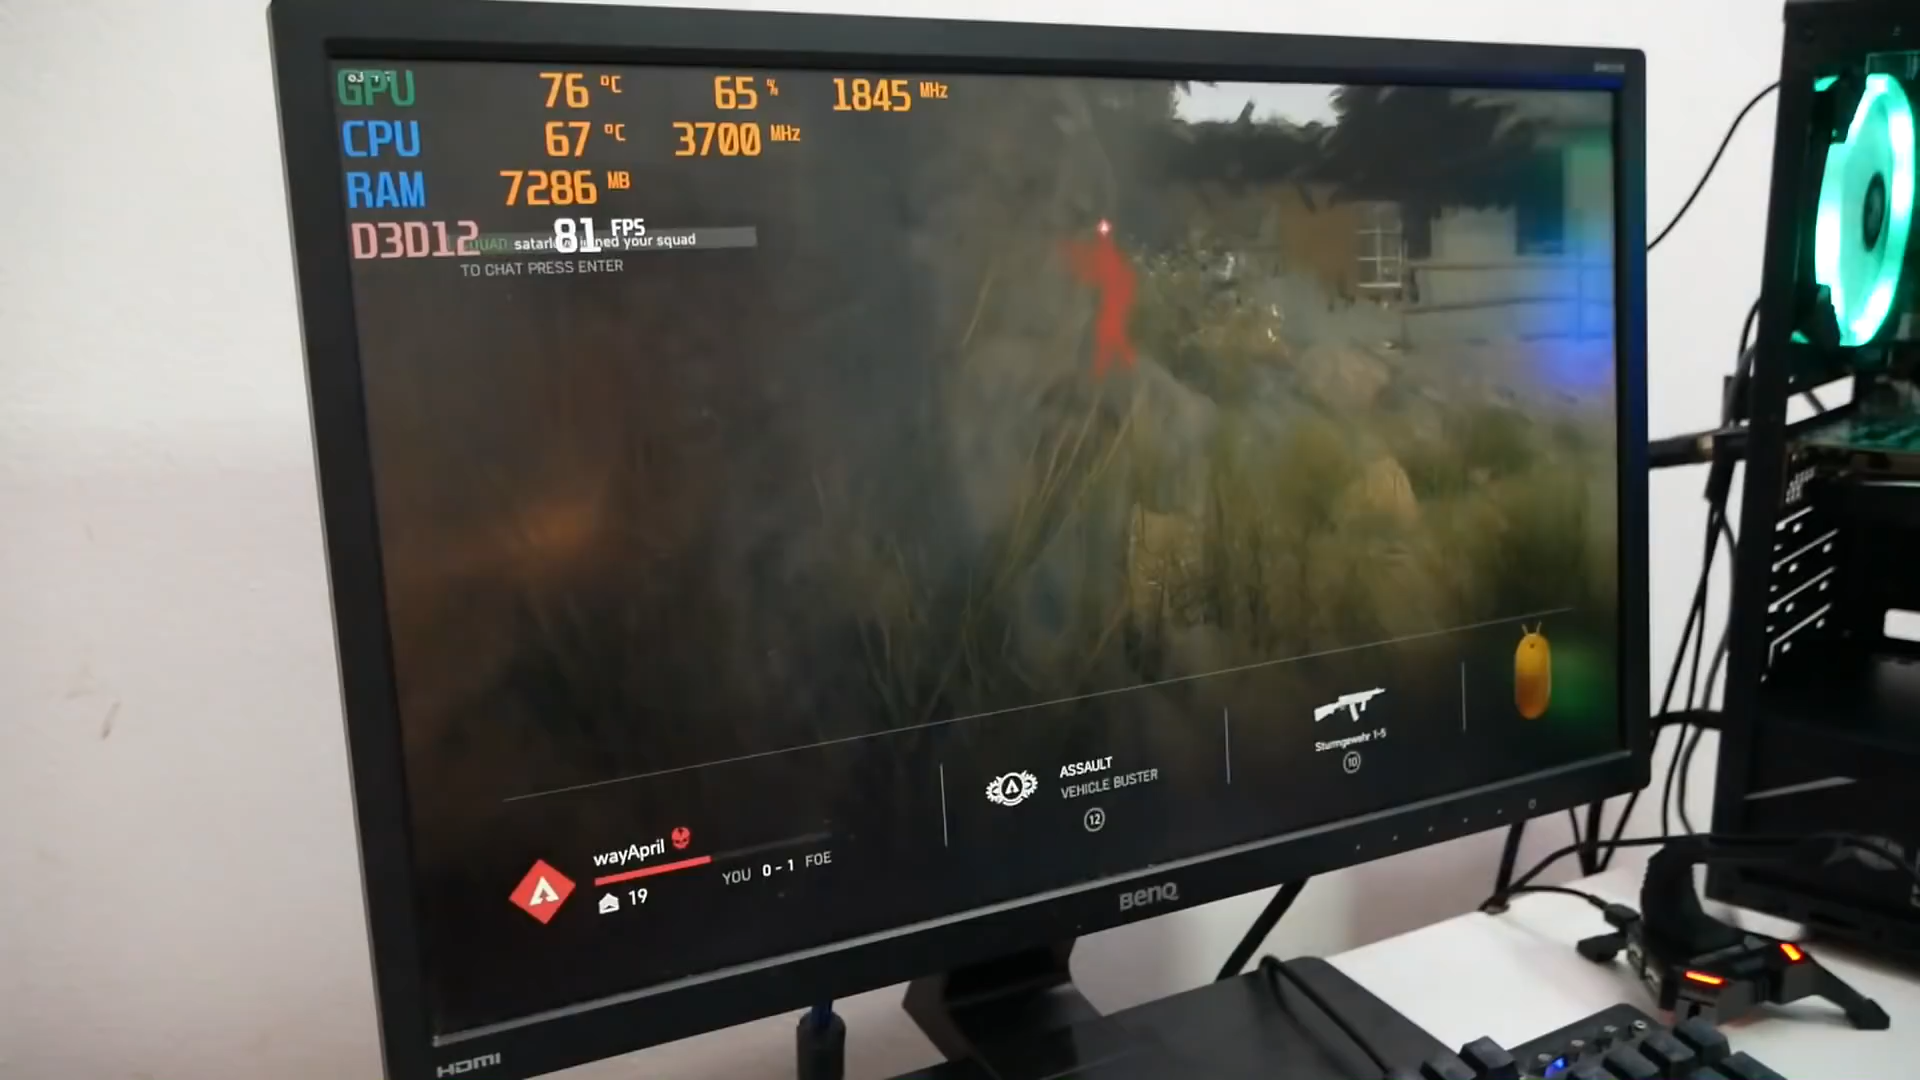 GPU 76 °C 65 % 1845 MHz
CPU 67 °C 3700 MHz
RAM 7286 MB
D3D12 81 FPS
your squad
TO CHAT PRESS ENTER
ASSAULT
VEHICLE BUSTER
12
Sturmgewehr 1-5
10
wayApril
19
YOU 0 - 1 FOE
BenQ
HDMI